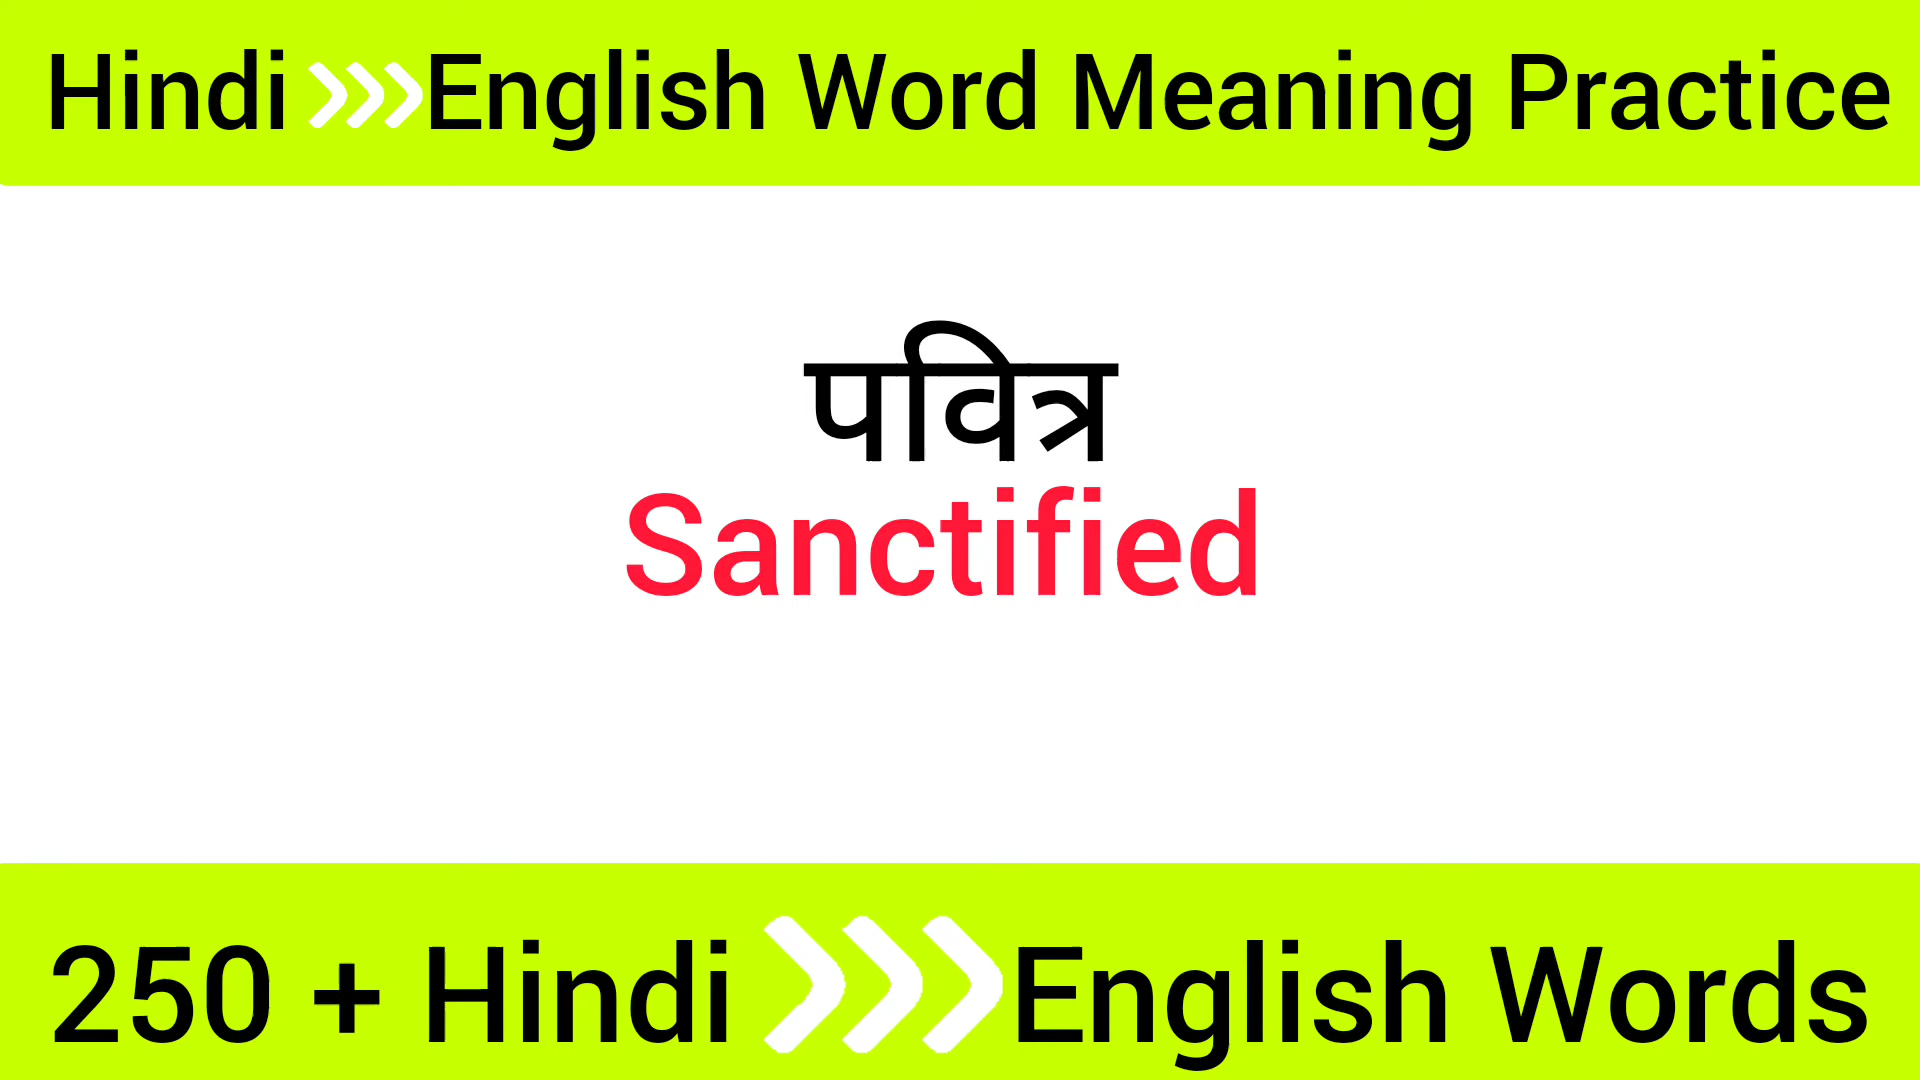 Hindi >>> English Word Meaning Practice
पवित्र
Sanctified
250 + Hindi >>> English Words